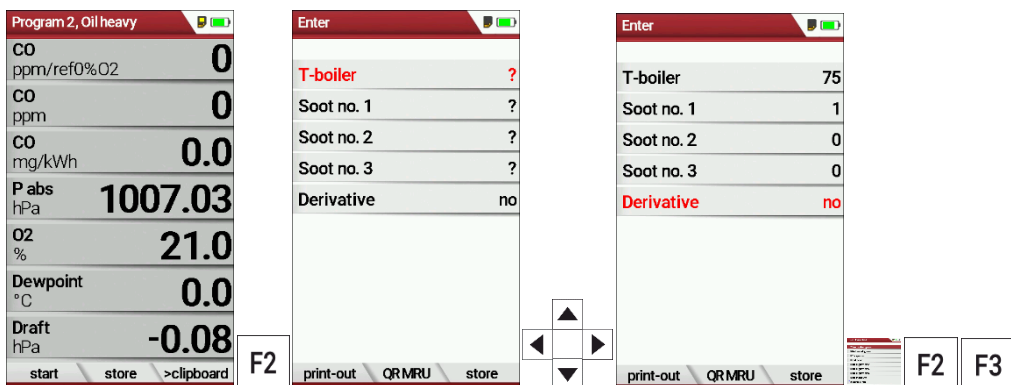 Program 2, Oil heavy
CO
ppm/ref0%O2
0
CO
ppm
0
CO
mg/kWh
0.0
P abs
hPa
1007.03
O2
%
21.0
Dewpoint
°C
0.0
Draft
hPa
-0.08
start store >clipboard
F2
Enter
T-boiler ?
Soot no. 1 ?
Soot no. 2 ?
Soot no. 3 ?
Derivative no
print-out QR MRU store
Enter
T-boiler 75
Soot no. 1 1
Soot no. 2 0
Soot no. 3 0
Derivative no
print-out QR MRU store
F2 F3